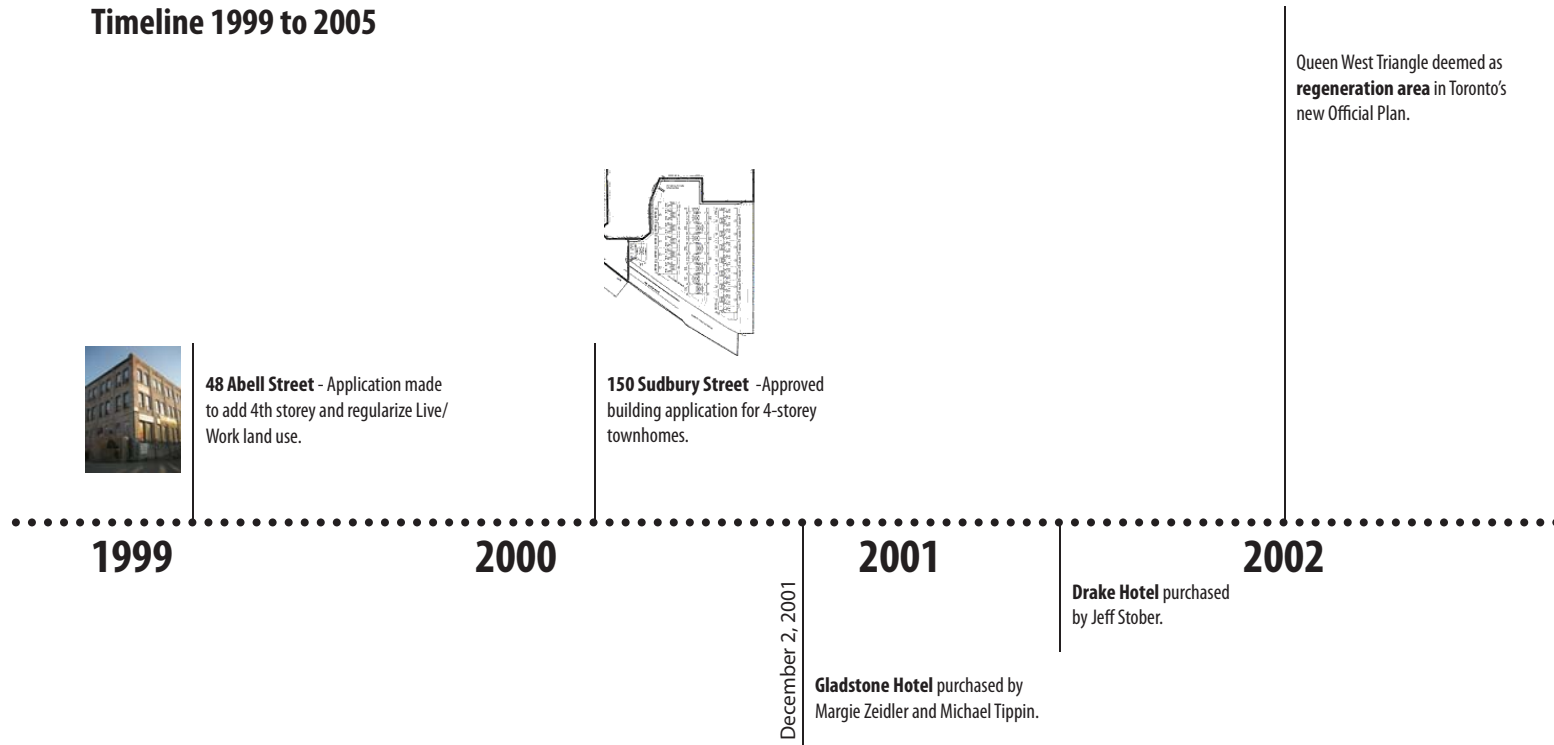 Timeline 1999 to 2005
Queen West Triangle deemed as
regeneration area in Toronto's
new Official Plan.
48 Abell Street - Application made
to add 4th storey and regularize Live/
Work land use.
150 Sudbury Street -Approved
building application for 4-storey
townhomes.
1999
2000
2001
2002
December 2, 2001
Drake Hotel purchased
by Jeff Stober.
Gladstone Hotel purchased by
Margie Zeidler and Michael Tippin.